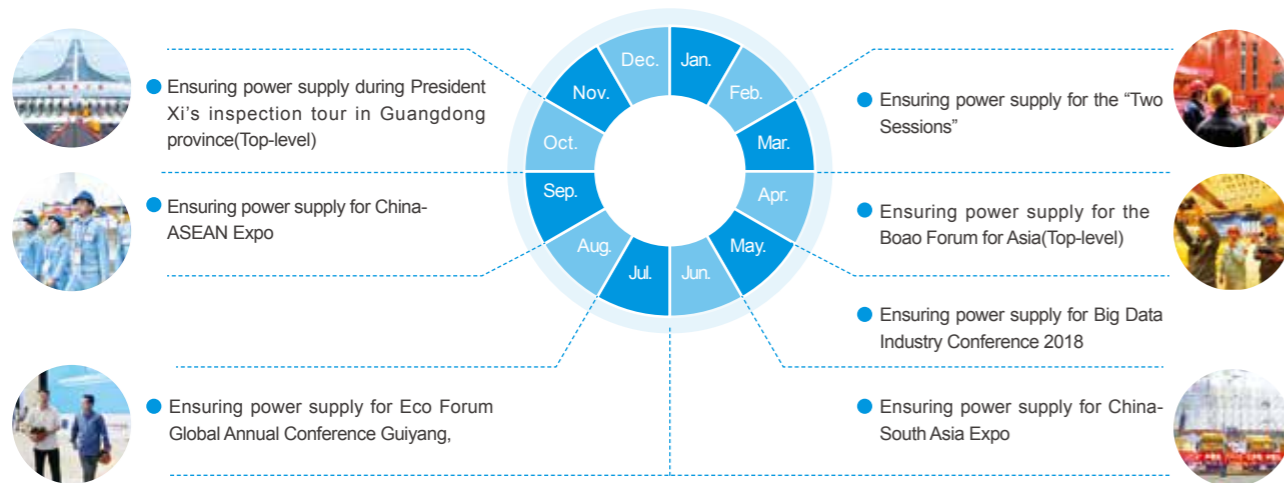 Dec.
Jan.
Nov.
Feb.
Oct.
Mar.
Sep.
Apr.
Aug.
May.
Jul.
Jun.
Ensuring power supply during President
Xi's inspection tour in Guangdong
province(Top-level)
Ensuring power supply for China-
ASEAN Expo
Ensuring power supply for Eco Forum
Global Annual Conference Guiyang,
Ensuring power supply for the “Two
Sessions”
Ensuring power supply for the
Boao Forum for Asia(Top-level)
Ensuring power supply for Big Data
Industry Conference 2018
Ensuring power supply for China-
South Asia Expo